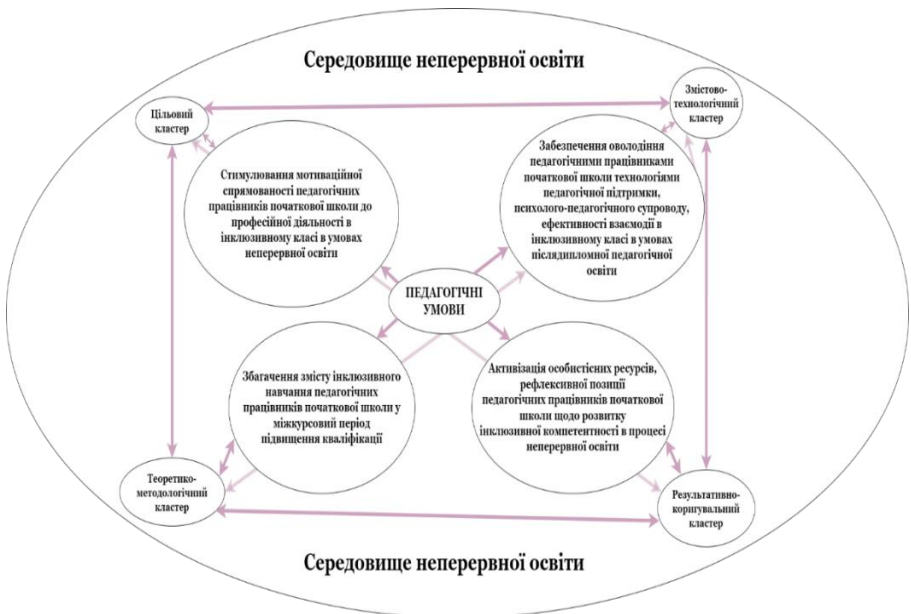 Середовище неперервної освіти
Цільовий
кластер
Змістово-
технологічний
кластер
Стимулювання мотиваційної
спрямованості педагогічних
працівників початкової школи до
професійної діяльності в
інклюзивному класі в умовах
неперервної освіти
Забезпечення оволодіння
педагогічними працівниками
початкової школи технологіями
педагогічної підтримки,
психолого-педагогічного супроводу,
ефективності взаємодії в
інклюзивному класі в умовах
післядипломної педагогічної
освіти
ПЕДАГОГІЧНІ
УМОВИ
Збагачення змісту інклюзивного
навчання педагогічних
працівників початкової школи у
міжкурсовий період
підвищення кваліфікації
Активізація особистісних ресурсів,
рефлексивної позиції
педагогічних працівників початкової
школи щодо розвитку
інклюзивної компетентності в процесі
неперервної освіти
Теоретико-
методологічний
кластер
Результативно-
коригувальний
кластер
Середовище неперервної освіти